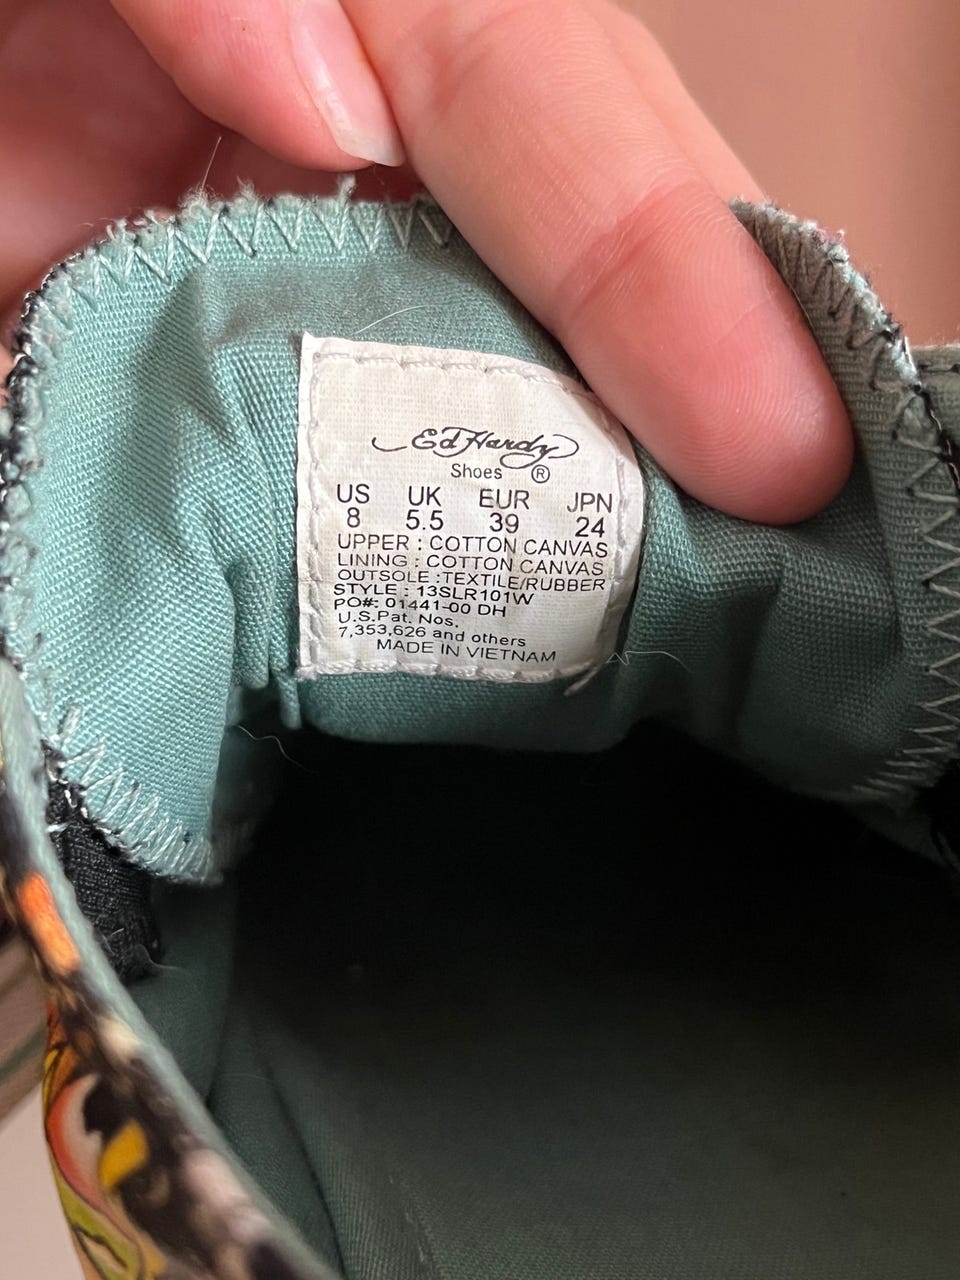 Ed Hardy
Shoes ®
US UK EUR JPN
8 5.5 39 24
UPPER : COTTON CANVAS
LINING : COTTON CANVAS
OUTSOLE :TEXTILE/RUBBER
STYLE : 13SLR101W
PO#: 01441-00 DH
U.S.Pat. Nos.
7,353,626 and others
MADE IN VIETNAM